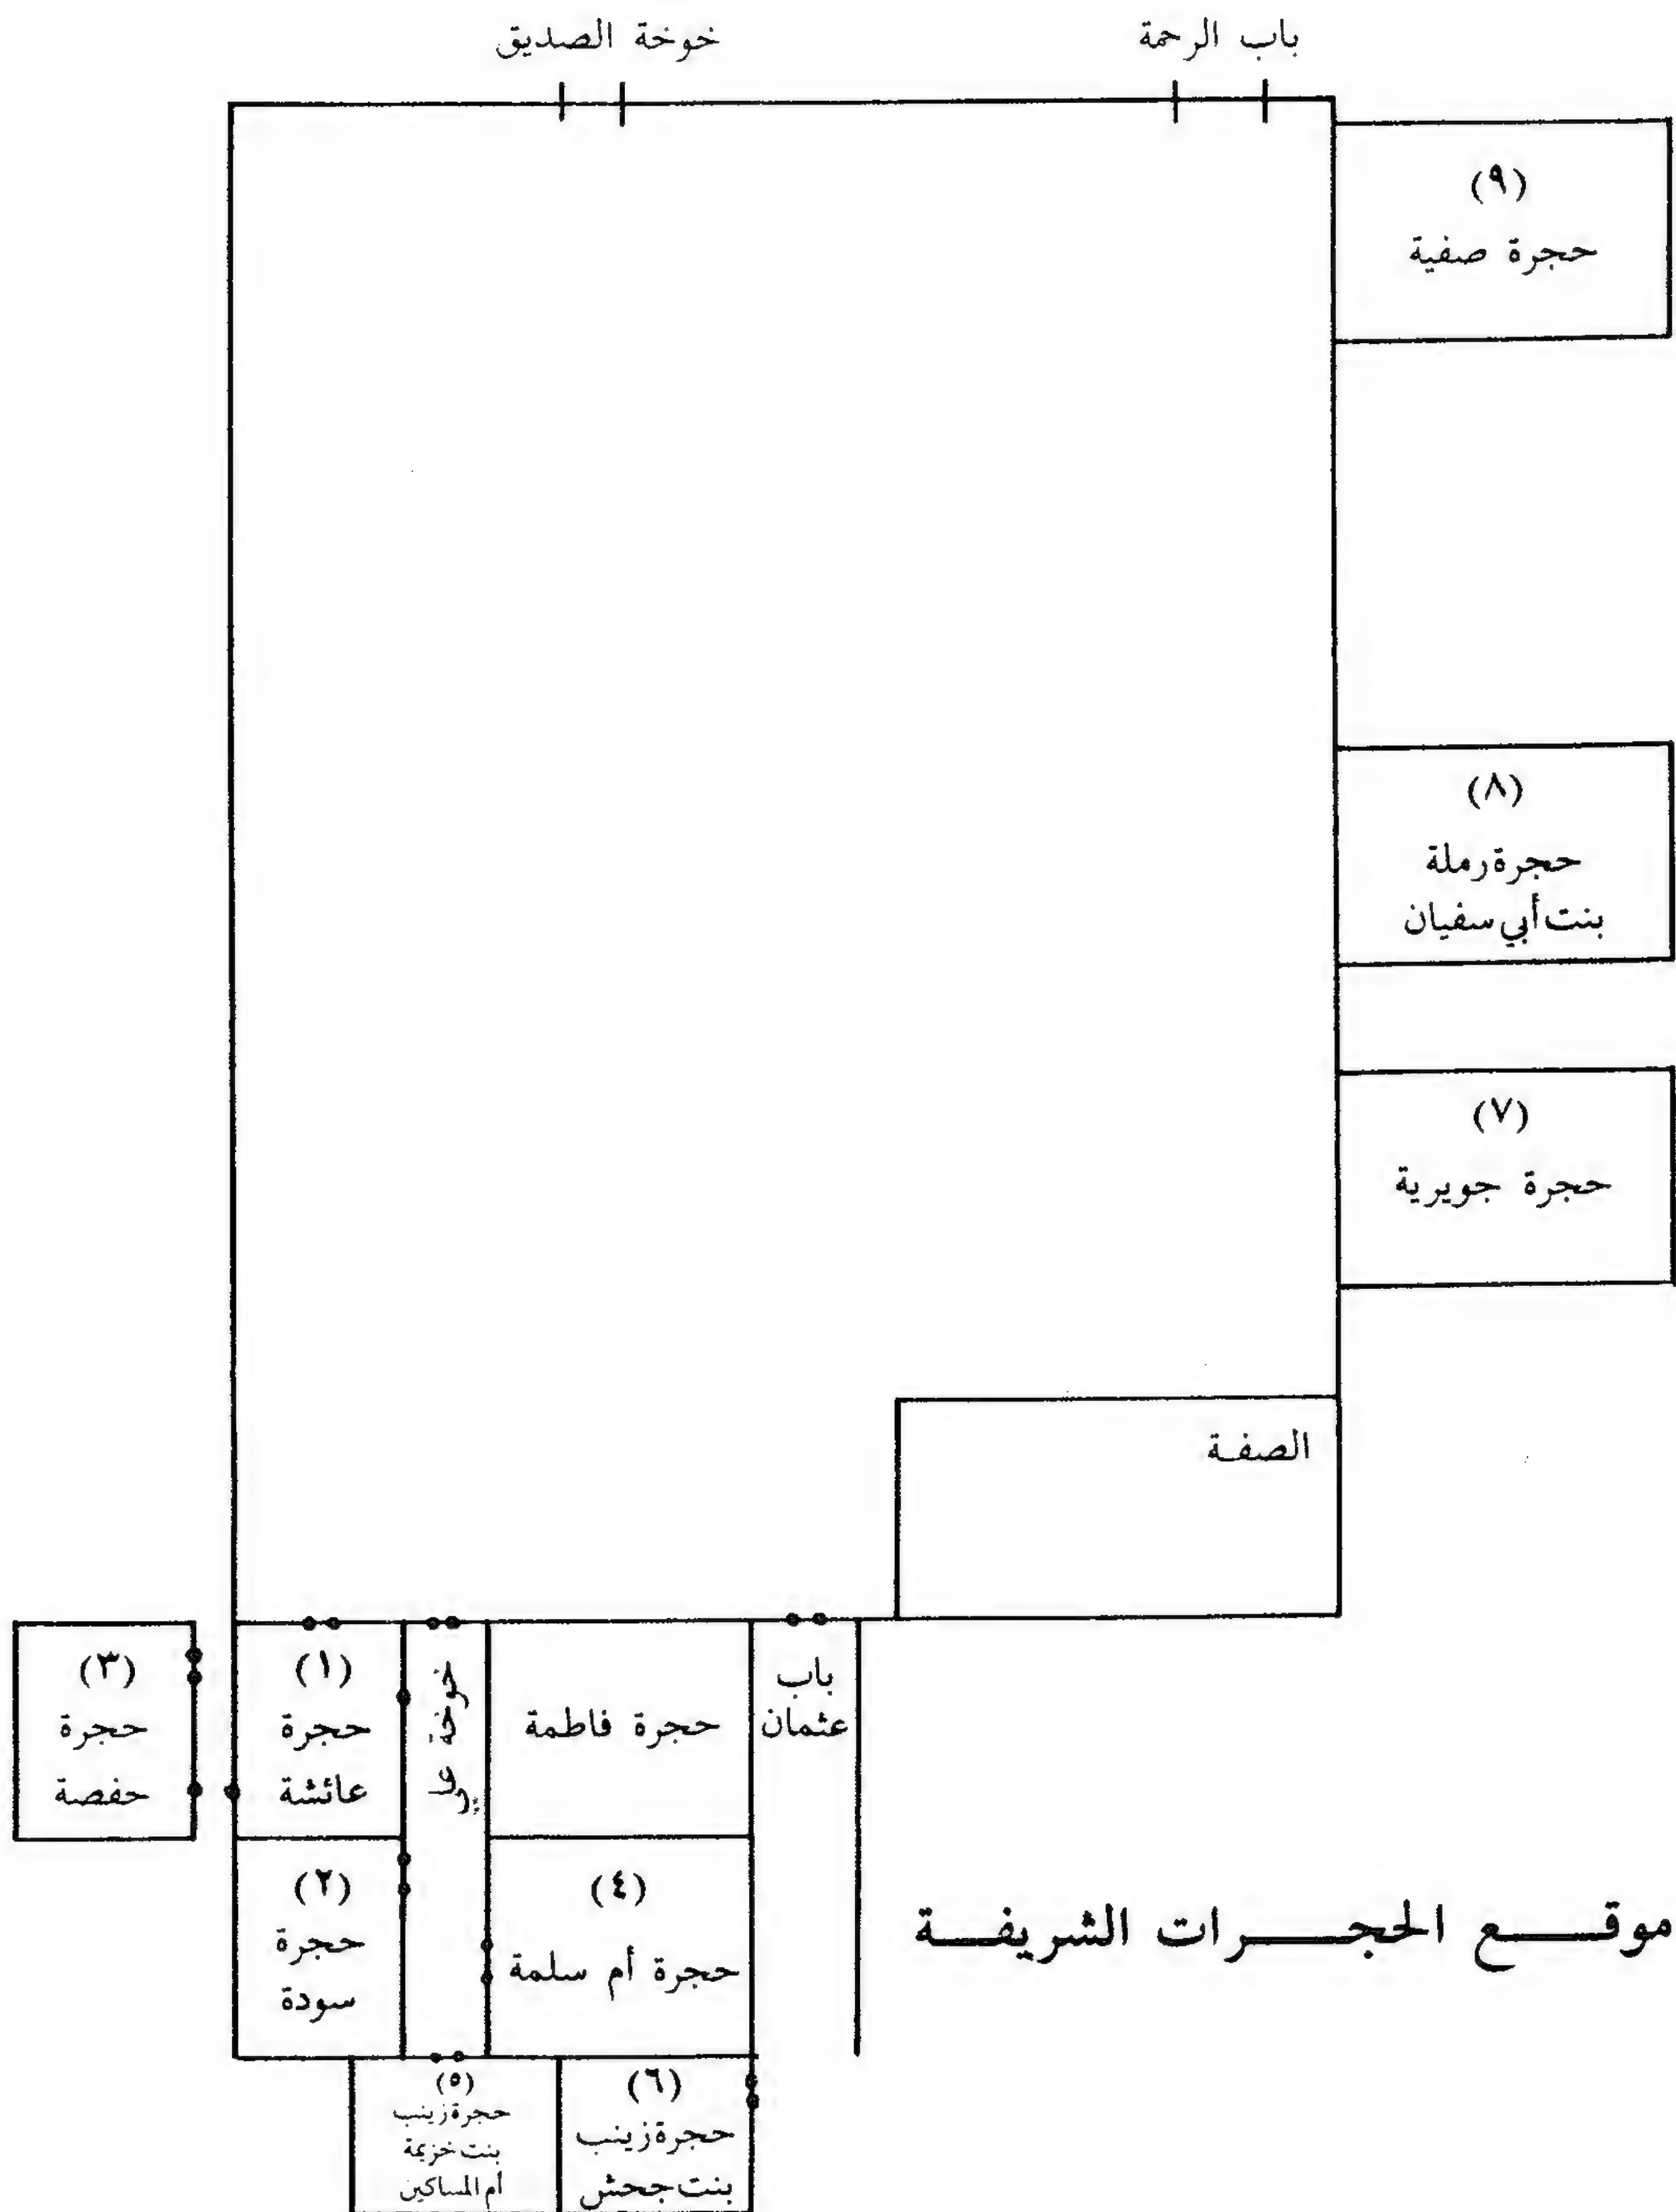 باب الرحمة
خوخة الصديق
(٩)
حجرة صفية
(٨)
حجرة رملة
بنت أبي سفيان
(٧)
حجرة جويرية
الصفة
باب
عثمان
حجرة فاطمة
خوخة علي
(١)
حجرة
عائشة
(٣)
حجرة
حفصة
(٤)
حجرة أم سلمة
(٢)
حجرة
سودة
موقع الحجرات الشريفة
(٦)
حجرة زينب
بنت جحش
(٥)
حجرة زينب
بنت خزيمة
أم المساكين